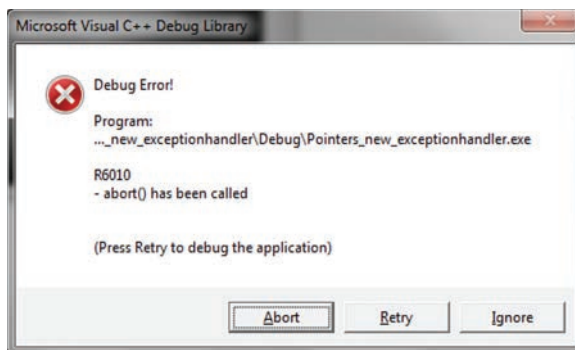 Microsoft Visual C++ Debug Library
Debug Error!
Program:
..._new_exceptionhandler\Debug\Pointers_new_exceptionhandler.exe
R6010
- abort() has been called
(Press Retry to debug the application)
Abort
Retry
Ignore